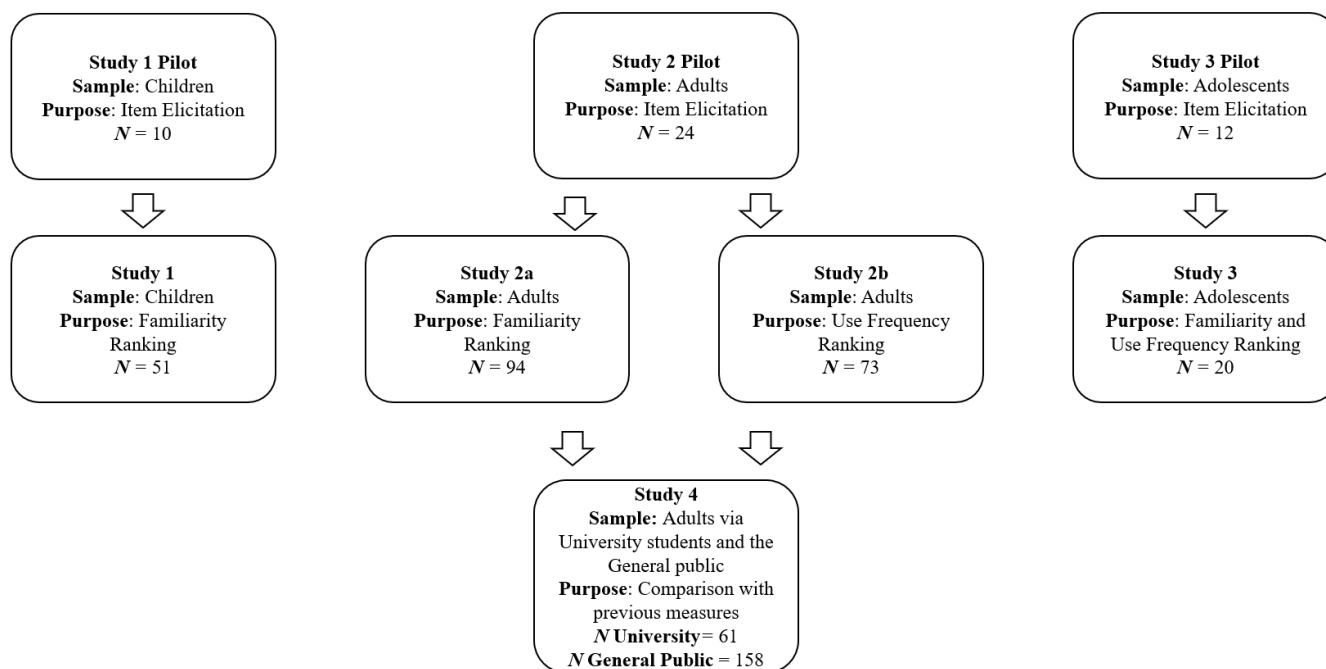 Study 1 Pilot
Sample: Children
Purpose: Item Elicitation
N = 10
Study 2 Pilot
Sample: Adults
Purpose: Item Elicitation
N = 24
Study 3 Pilot
Sample: Adolescents
Purpose: Item Elicitation
N = 12
Study 1
Sample: Children
Purpose: Familiarity
Ranking
N = 51
Study 2a
Sample: Adults
Purpose: Familiarity
Ranking
N = 94
Study 2b
Sample: Adults
Purpose: Use Frequency
Ranking
N = 73
Study 3
Sample: Adolescents
Purpose: Familiarity and
Use Frequency Ranking
N = 20
Study 4
Sample: Adults via
University students and the
General public
Purpose: Comparison with
previous measures
N University= 61
N General Public = 158